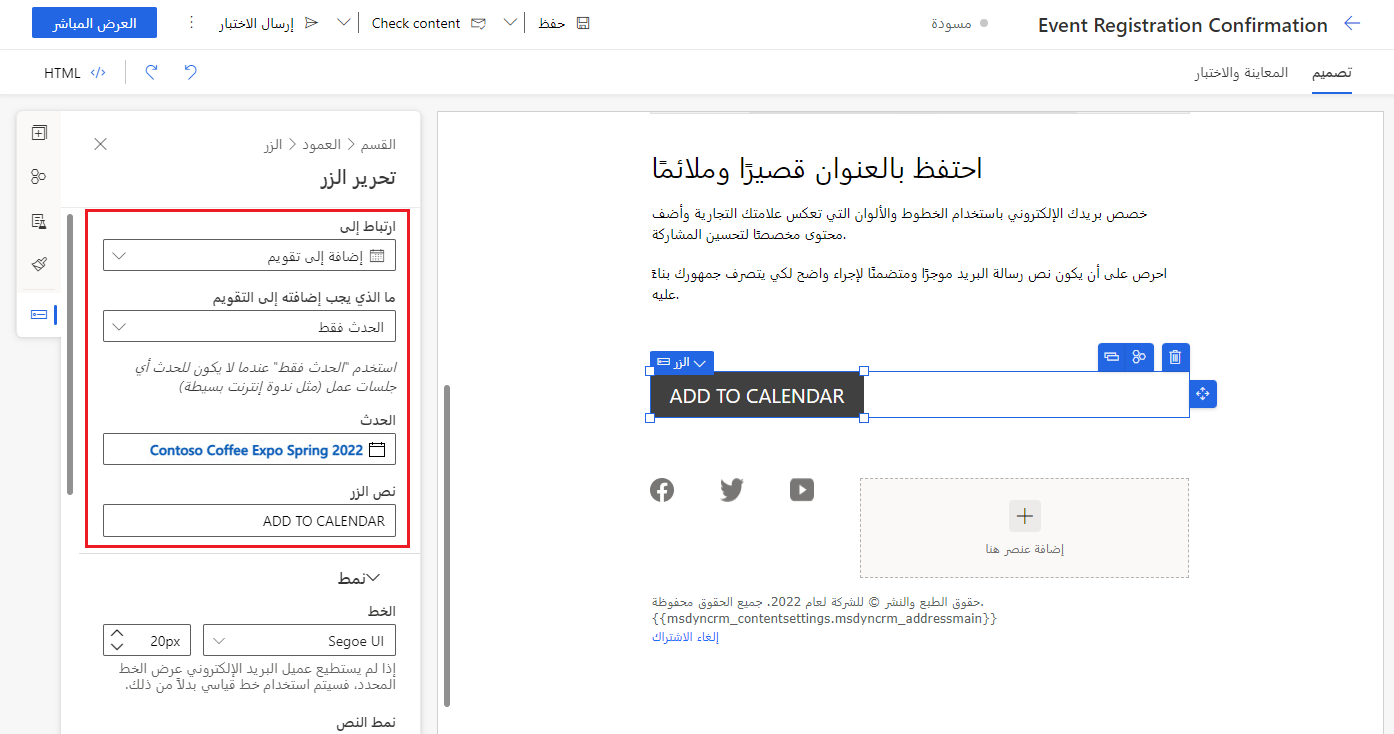 Event Registration Confirmation
مسودة
حفظ
Check content
إرسال الاختبار
العرض المباشر
تصميم
المعاينة والاختبار
HTML
القسم
العمود
الزر
تحرير الزر
ارتباط إلى
إضافة إلى تقويم
ما الذي يجب إضافته إلى التقويم
الحدث فقط
استخدم "الحدث فقط" عندما لا يكون للحدث أي
جلسات عمل (مثل ندوة إنترنت بسيطة)
الحدث
Contoso Coffee Expo Spring 2022
نص الزر
ADD TO CALENDAR
نمط
الخط
Segoe UI
20px
إذا لم يستطيع عميل البريد الإلكتروني عرض الخط
المحدد، فسيتم استخدام خط قياسي بدلاً من ذلك.
نمط النص
احتفظ بالعنوان قصيرًا وملائمًا
خصص بريدك الإلكتروني باستخدام الخطوط والألوان التي تعكس علامتك التجارية وأضف
محتوى مخصصًا لتحسين المشاركة.
احرص على أن يكون نص رسالة البريد موجزًا ومتضمنًا لإجراء واضح لكي يتصرف جمهورك بناءً
عليه.
الزر
ADD TO CALENDAR
إضافة عنصر هنا
حقوق الطبع والنشر © للشركة لعام 2022. جميع الحقوق محفوظة.
{{msdyncrm_contentsettings.msdyncrm_addressmain}}
إلغاء الاشتراك